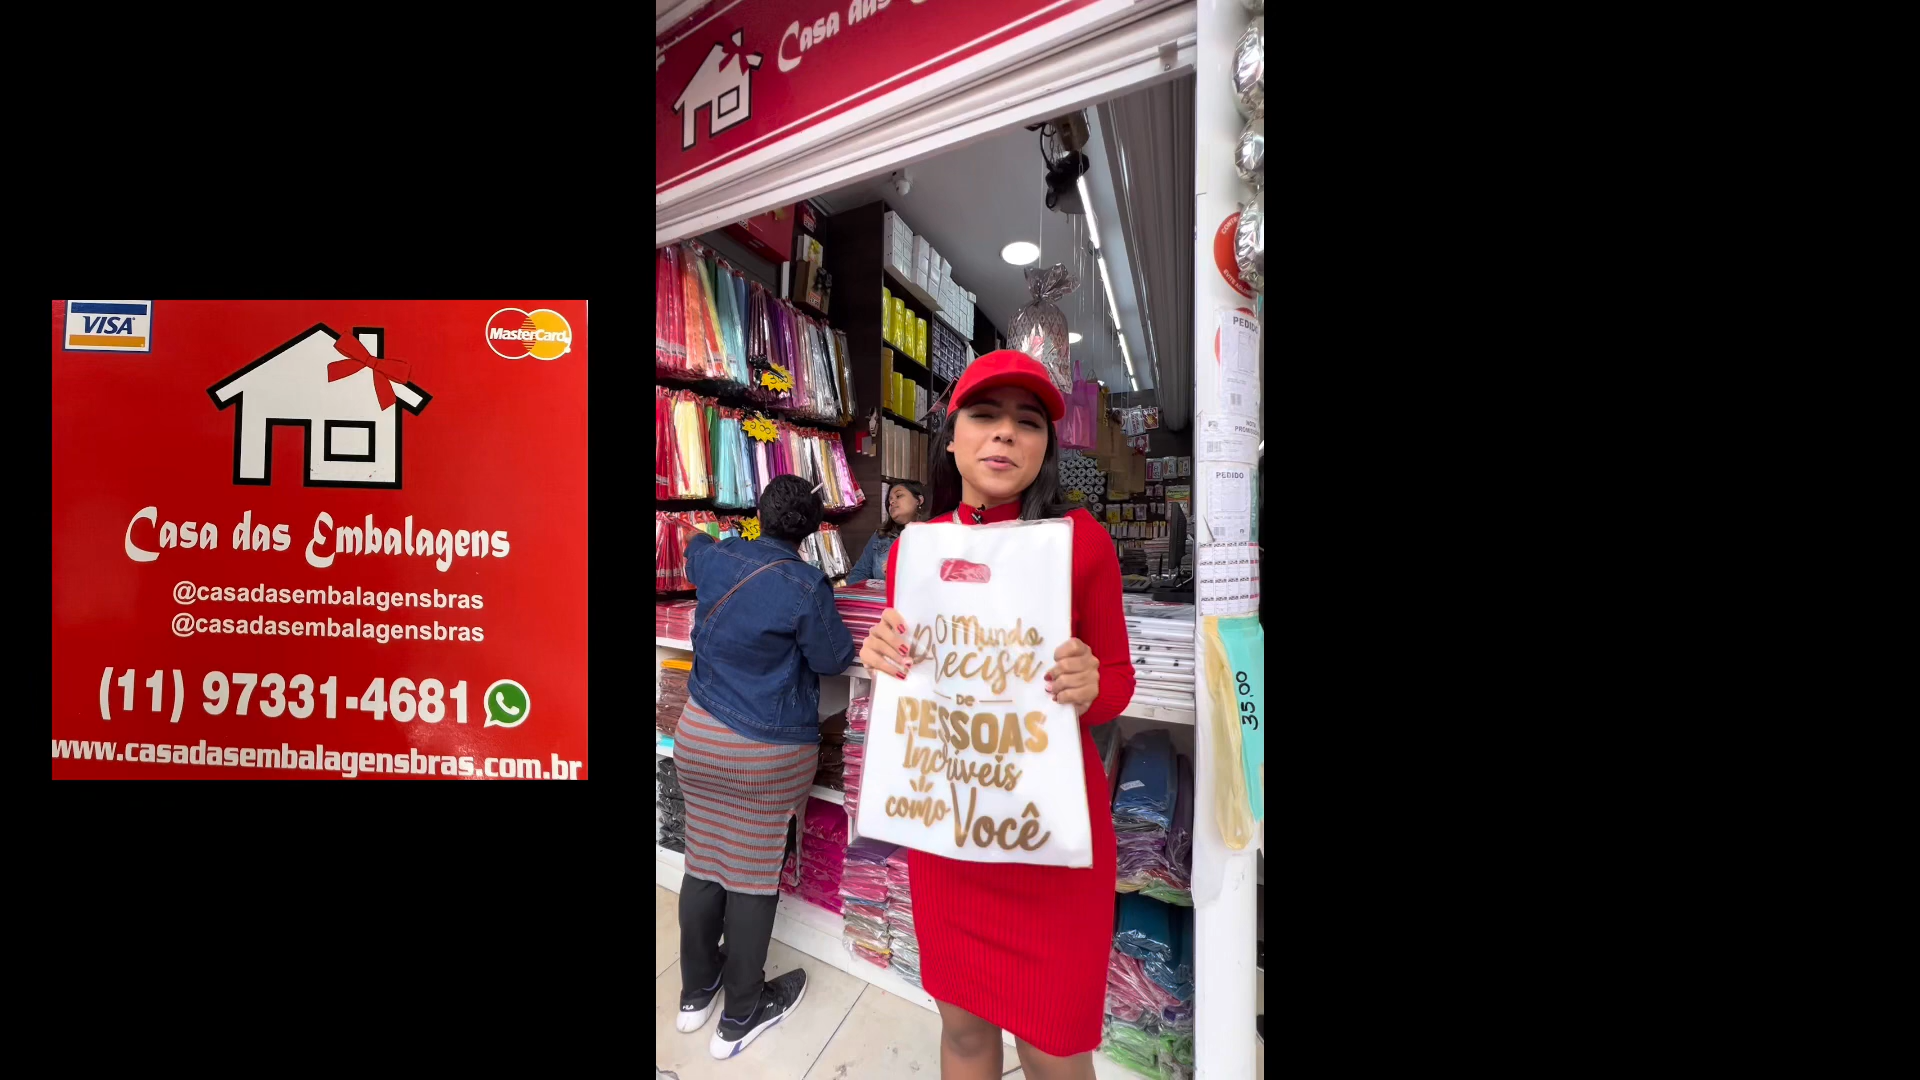 VISA
MasterCard
Casa das Embalagens
@casadasembalagensbras
@casadasembalagensbras
(11) 97331-4681
www.casadasembalagensbras.com.br
Casa das
O Mundo
Precisa
DE
PESSOAS
Incríveis
como Você
PEDIDO
PEDIDO
35,00
FILA